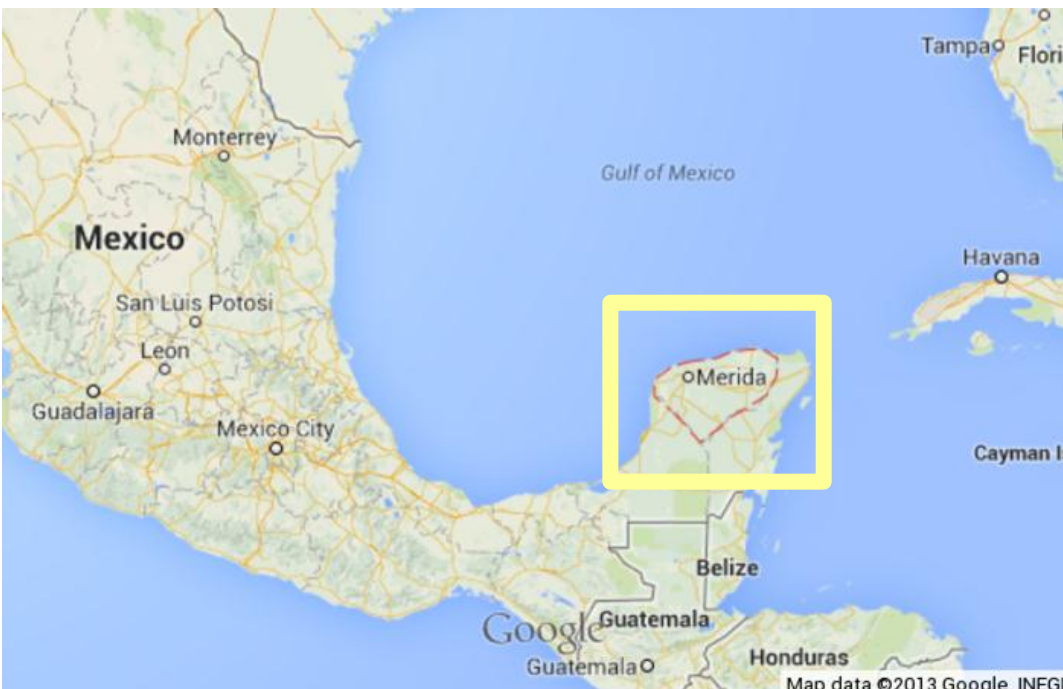 Tampa
Flori
Monterrey
Gulf of Mexico
Mexico
Havana
San Luis Potosi
Leon
Merida
Guadalajara
Mexico City
Cayman I
Belize
Google
Guatemala
Guatemala
Honduras
Map data ©2013 Google, INEGI